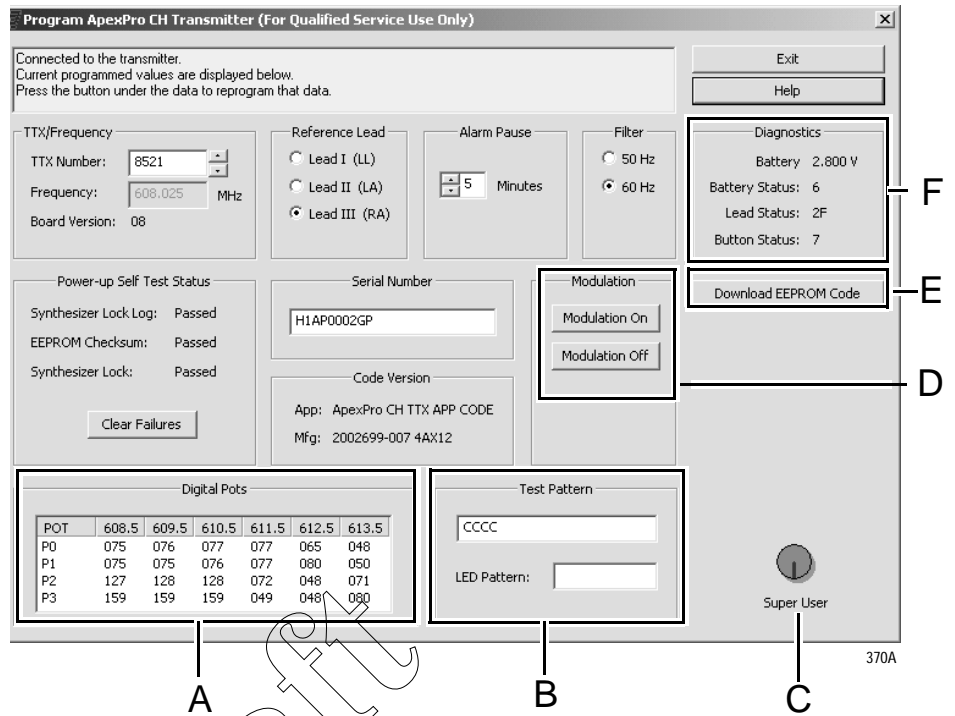 Program ApexPro CH Transmitter (For Qualified Service Use Only)
Connected to the transmitter.
Current programmed values are displayed below.
Press the button under the data to reprogram that data.
Exit
Help
TTX/Frequency
TTX Number: 8521
Frequency: 608.025 MHz
Board Version: 08
Reference Lead
Lead I (LL)
Lead II (LA)
Lead III (RA)
Alarm Pause
5 Minutes
Filter
50 Hz
60 Hz
Diagnostics
Battery 2.800 V
Battery Status: 6
Lead Status: 2F
Button Status: 7
F
Power-up Self Test Status
Synthesizer Lock Log: Passed
EEPROM Checksum: Passed
Synthesizer Lock: Passed
Clear Failures
Serial Number
H1AP0002GP
Code Version
App: ApexPro CH TTX APP CODE
Mfg: 2002699-007 4AX12
Modulation
Modulation On
Modulation Off
D
Download EEPROM Code
E
Digital Pots
POT 608.5 609.5 610.5 611.5 612.5 613.5
P0 075 076 077 077 065 048
P1 075 075 076 077 080 050
P2 127 128 128 072 048 071
P3 159 159 159 049 048 080
Test Pattern
CCCC
LED Pattern:
Super User
370A
A
B
C